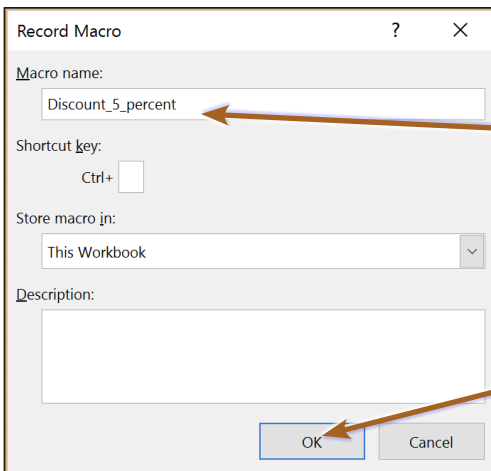 Record Macro ?
Macro name:
Discount_5_percent
Shortcut key:
Ctrl+
Store macro in:
This Workbook
Description:
OK Cancel